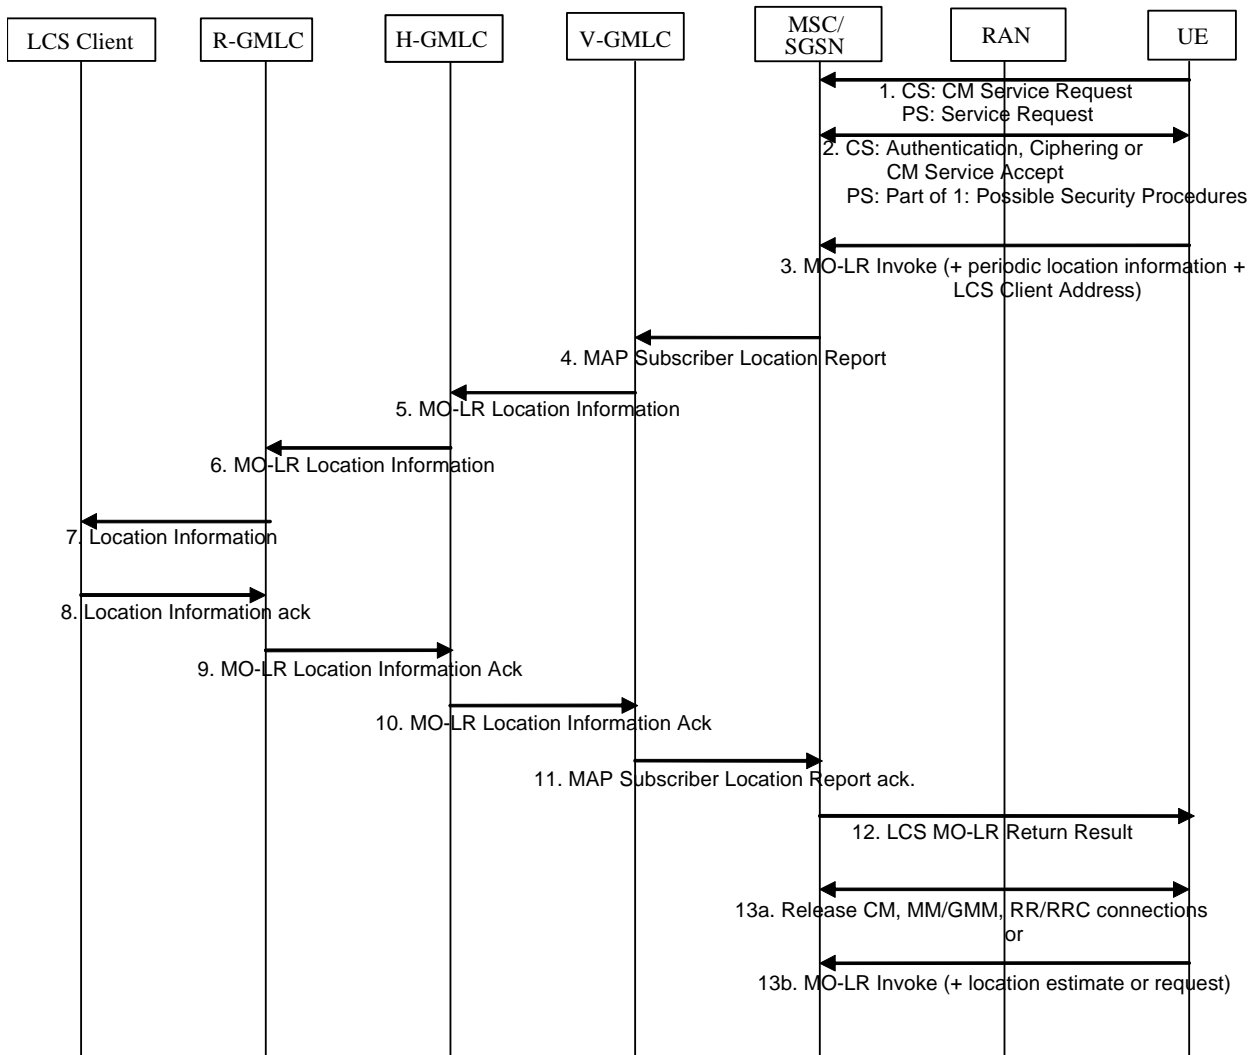 LCS Client
R-GMLC
H-GMLC
V-GMLC
MSC/
SGSN
RAN
UE
1. CS: CM Service Request
PS: Service Request
2. CS: Authentication, Ciphering or
CM Service Accept
PS: Part of 1: Possible Security Procedures
3. MO-LR Invoke (+ periodic location information +
LCS Client Address)
4. MAP Subscriber Location Report
5. MO-LR Location Information
6. MO-LR Location Information
7. Location Information
8. Location Information ack
9. MO-LR Location Information Ack
10. MO-LR Location Information Ack
11. MAP Subscriber Location Report ack.
12. LCS MO-LR Return Result
13a. Release CM, MM/GMM, RR/RRC connections
or
13b. MO-LR Invoke (+ location estimate or request)